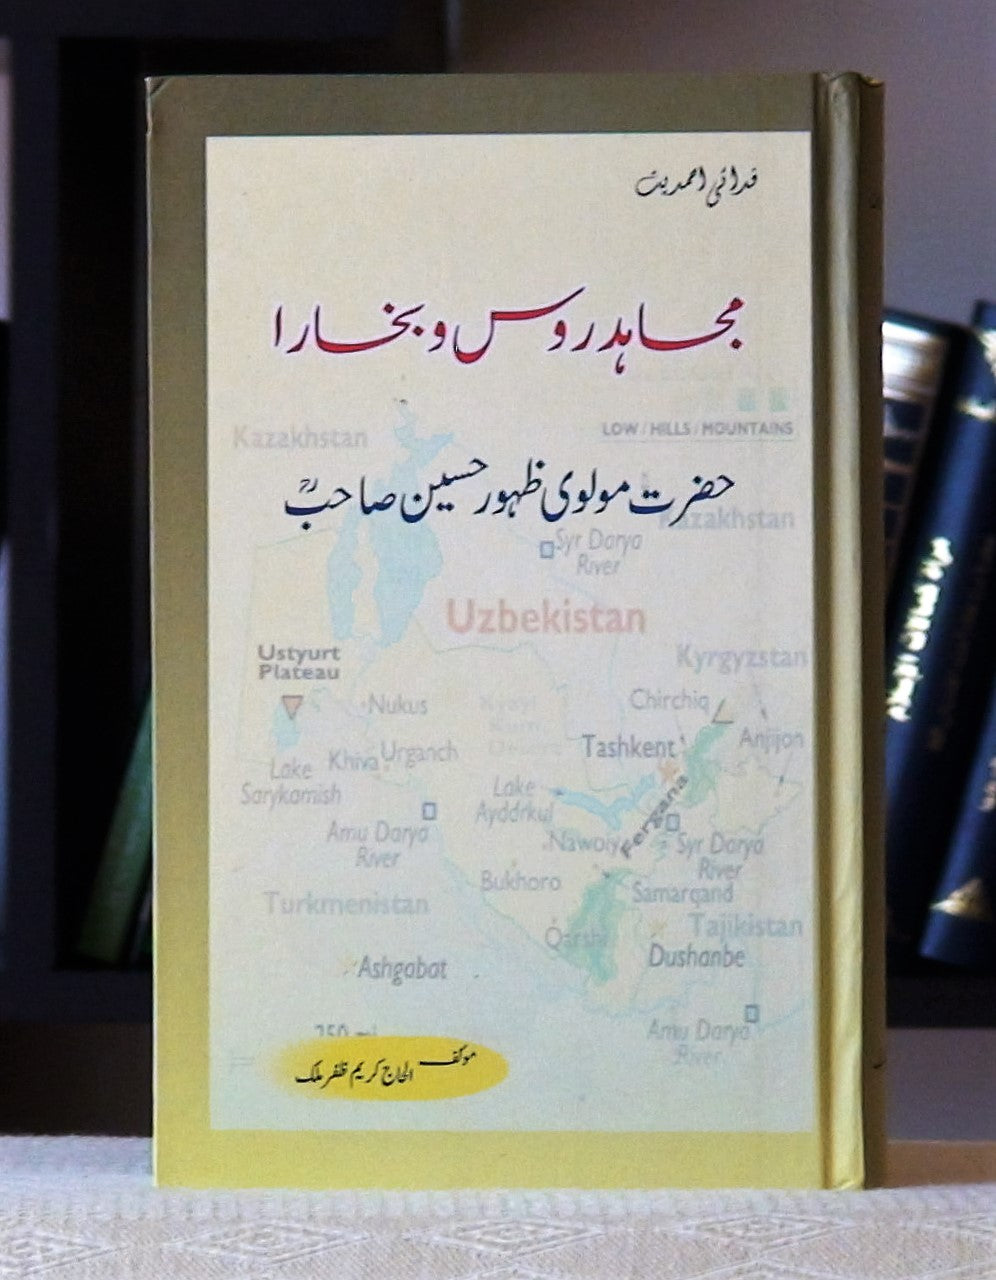 فدائی احمدیت
مجاہد روس و بخارا
LOW / HILLS / MOUNTAINS
Kazakhstan
حضرت مولوی ظہور حسین صاحبؓ
Kazakhstan
Syr Darya
River
Uzbekistan
Ustyurt
Plateau
Kyrgyzstan
Nukus
Chirchiq
Khiva
Urganch
Tashkent
Anjijon
Lake
Sarykamish
Lake
Ayddrkul
Fergana
Amu Darya
River
Nawoiy
Syr Darya
River
Bukhoro
Samarqand
Turkmenistan
Qarshi
Tajikistan
Dushanbe
Ashgabat
Amu Darya
River
مؤلف
الحاج کریم ظفر ملک